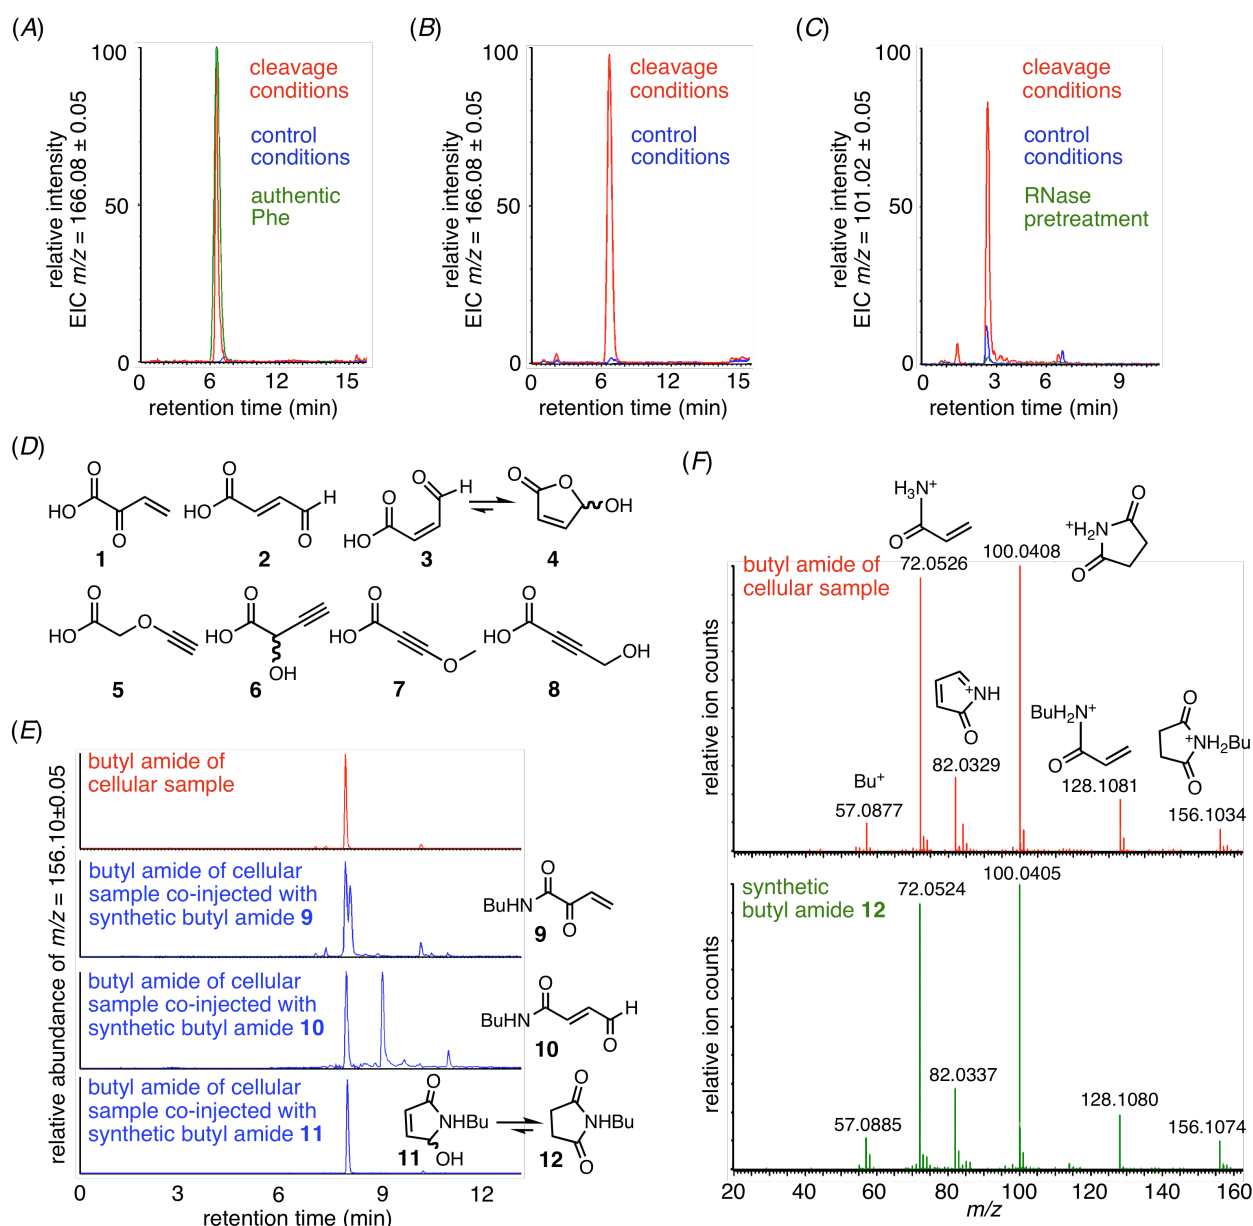 (A)
100
50
0
relative intensity
EIC m/z = 166.08 ± 0.05
cleavage
conditions
control
conditions
authentic
Phe
0
6
12
15
retention time (min)
(B)
100
50
0
relative intensity
EIC m/z = 166.08 ± 0.05
cleavage
conditions
control
conditions
0
6
12
15
retention time (min)
(C)
100
50
0
relative intensity
EIC m/z = 101.02 ± 0.05
cleavage
conditions
control
conditions
RNase
pretreatment
0
3
6
9
retention time (min)
(D)
O
HO
O
1
O
HO
H
O
2
O
H
O
HO
3
O
O
OH
4
O
HO
O
5
O
HO
OH
6
O
HO
O
7
O
HO
OH
8
(E)
relative abundance of m/z = 156.10±0.05
butyl amide of
cellular sample
butyl amide of cellular
sample co-injected with
synthetic butyl amide 9
O
BuHN
O
9
butyl amide of cellular
sample co-injected with
synthetic butyl amide 10
O
BuHN
H
O
10
butyl amide of cellular
sample co-injected with
synthetic butyl amide 11
O
NHBu
OH
11
O
NHBu
O
12
0
3
6
9
12
retention time (min)
(F)
relative ion counts
butyl amide of
cellular sample
H3N+
O
72.0526
100.0408
O
+H2N
O
+NH
O
82.0329
Bu+
57.0877
BuH2N+
O
128.1081
O
+NH2Bu
O
156.1034
relative ion counts
synthetic
butyl amide 12
72.0524
100.0405
82.0337
57.0885
128.1080
156.1074
20
40
60
80
100
120
140
160
m/z